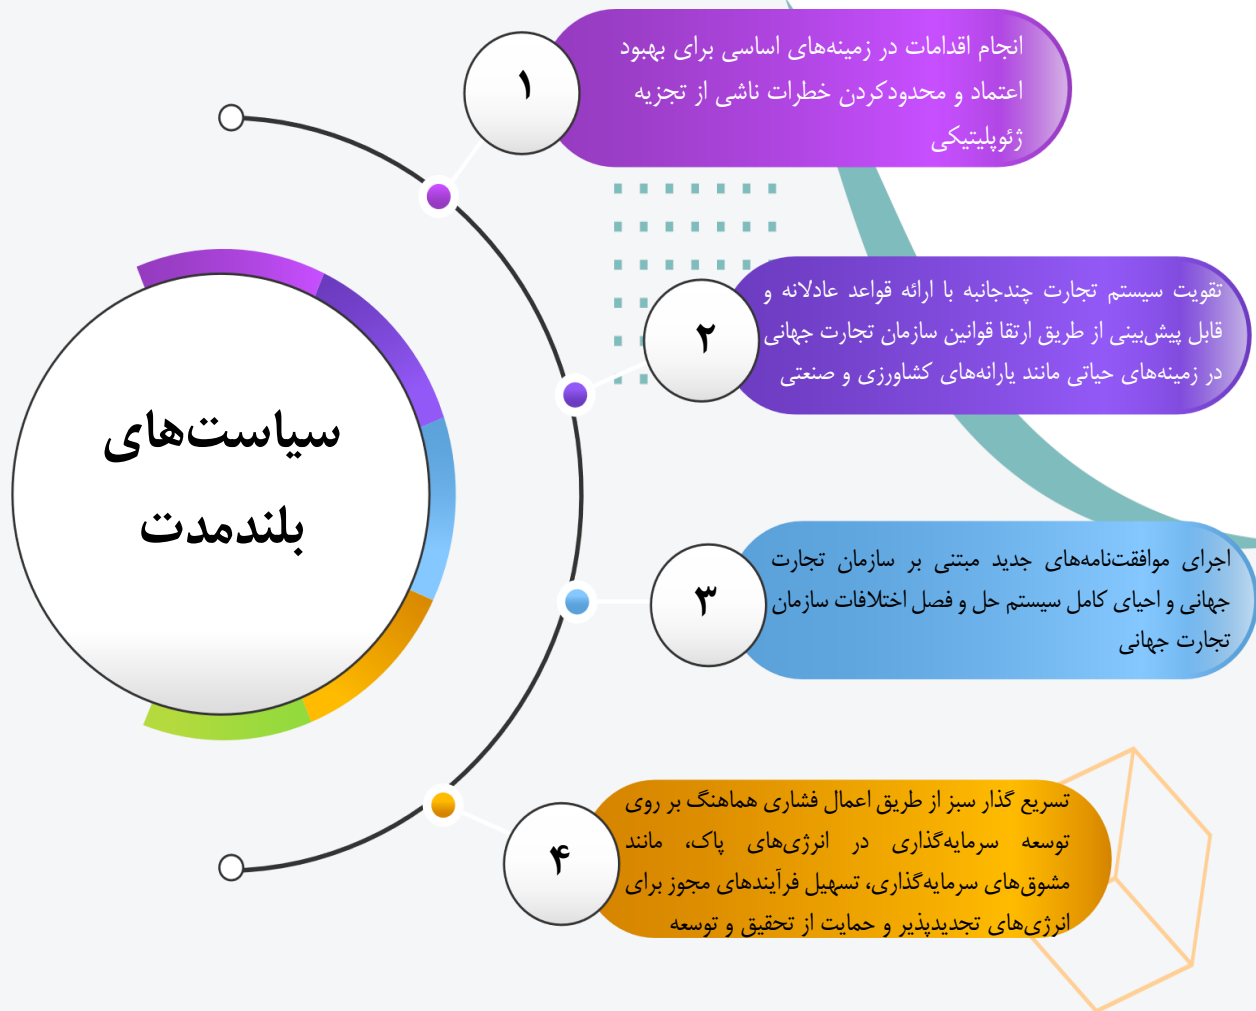 سیاست‌های
بلندمدت
۱
انجام اقدامات در زمینه‌های اساسی برای بهبود
اعتماد و محدودکردن خطرات ناشی از تجزیه
ژئوپلیتیکی
۲
تقویت سیستم تجارت چندجانبه با ارائه قواعد عادلانه و
قابل پیش‌بینی از طریق ارتقا قوانین سازمان تجارت جهانی
در زمینه‌های حیاتی مانند یارانه‌های کشاورزی و صنعتی
۳
اجرای موافقت‌نامه‌های جدید مبتنی بر سازمان تجارت
جهانی و احیای کامل سیستم حل و فصل اختلافات سازمان
تجارت جهانی
۴
تسریع گذار سبز از طریق اعمال فشاری هماهنگ بر روی
توسعه سرمایه‌گذاری در انرژی‌های پاک، مانند
مشوق‌های سرمایه‌گذاری، تسهیل فرآیندهای مجوز برای
انرژی‌های تجدیدپذیر و حمایت از تحقیق و توسعه